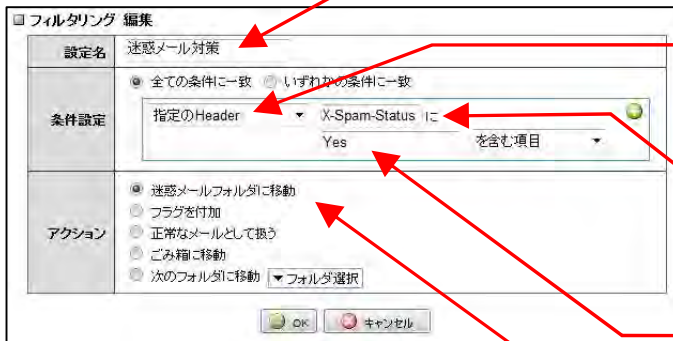 フィルタリング 編集
設定名 迷惑メール対策
全ての条件に一致 いずれかの条件に一致
条件設定 指定のHeader X-Spam-Status に
Yes を含む項目
迷惑メールフォルダに移動
フラグを付加
アクション 正常なメールとして扱う
ごみ箱に移動
次のフォルダに移動 ▼フォルダ選択
OK キャンセル